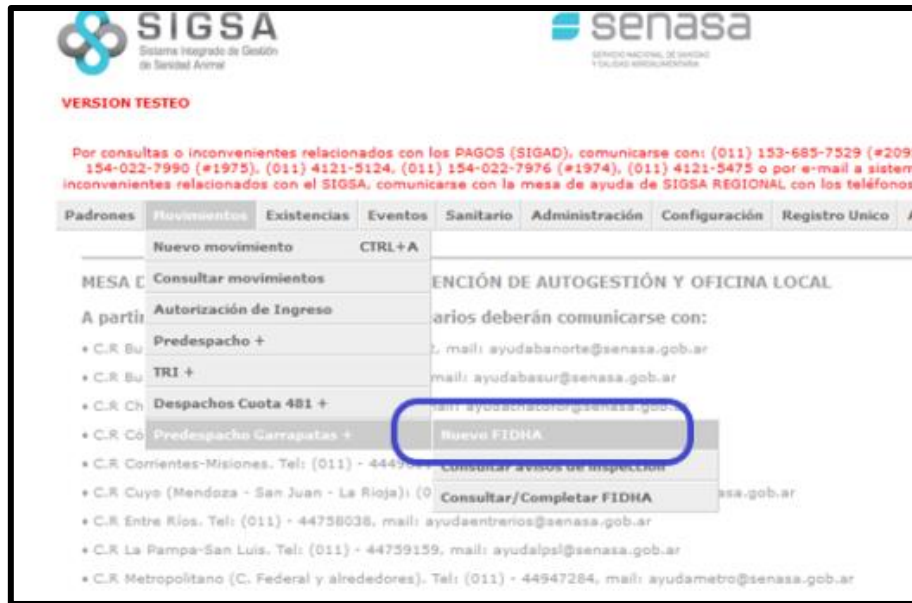 SIGSA
Sistema Integrado de Gestión
de Sanidad Animal
senasa
SERVICIO NACIONAL DE SANIDAD
Y CALIDAD AGROALIMENTARIA
VERSION TESTEO
Por consultas o inconvenientes relacionados con los PAGOS (SIGAD), comunicarse con: (011) 153-685-7529 (#209
154-022-7990 (#1975), (011) 4121-5124, (011) 154-022-7976 (#1974), (011) 4121-5475 o por e-mail a sistem
inconvenientes relacionados con el SIGSA, comunicarse con la mesa de ayuda de SIGSA REGIONAL con los teléfonos
Padrones Movimientos Existencias Eventos Sanitario Administración Configuración Registro Unico A
Nuevo movimiento CTRL+A
MESA D Consultar movimientos ENCIÓN DE AUTOGESTIÓN Y OFICINA LOCAL
Autorización de Ingreso
A partir arios deberán comunicarse con:
Predespacho +
• C.R Bu , mail: ayudabanorte@senasa.gob.ar
TRI +
• C.R Bu mail: ayudabasur@senasa.gob.ar
Despachos Cuota 481 +
• C.R Ch
• C.R Có Predespacho Garrapatas + Nuevo FIDHA
• C.R Corrientes-Misiones. Tel: (011) - 4449 Consultar avisos de inspección
• C.R Cuyo (Mendoza - San Juan - La Rioja): (0 Consultar/Completar FIDHA asa.gob.ar
• C.R Entre Ríos. Tel: (011) - 44758038, mail: ayudaentrerios@senasa.gob.ar
• C.R La Pampa-San Luis. Tel: (011) - 44759159, mail: ayudalpsl@senasa.gob.ar
• C.R Metropolitano (C. Federal y alrededores). Tel: (011) - 44947284, mail: ayudametro@senasa.gob.ar